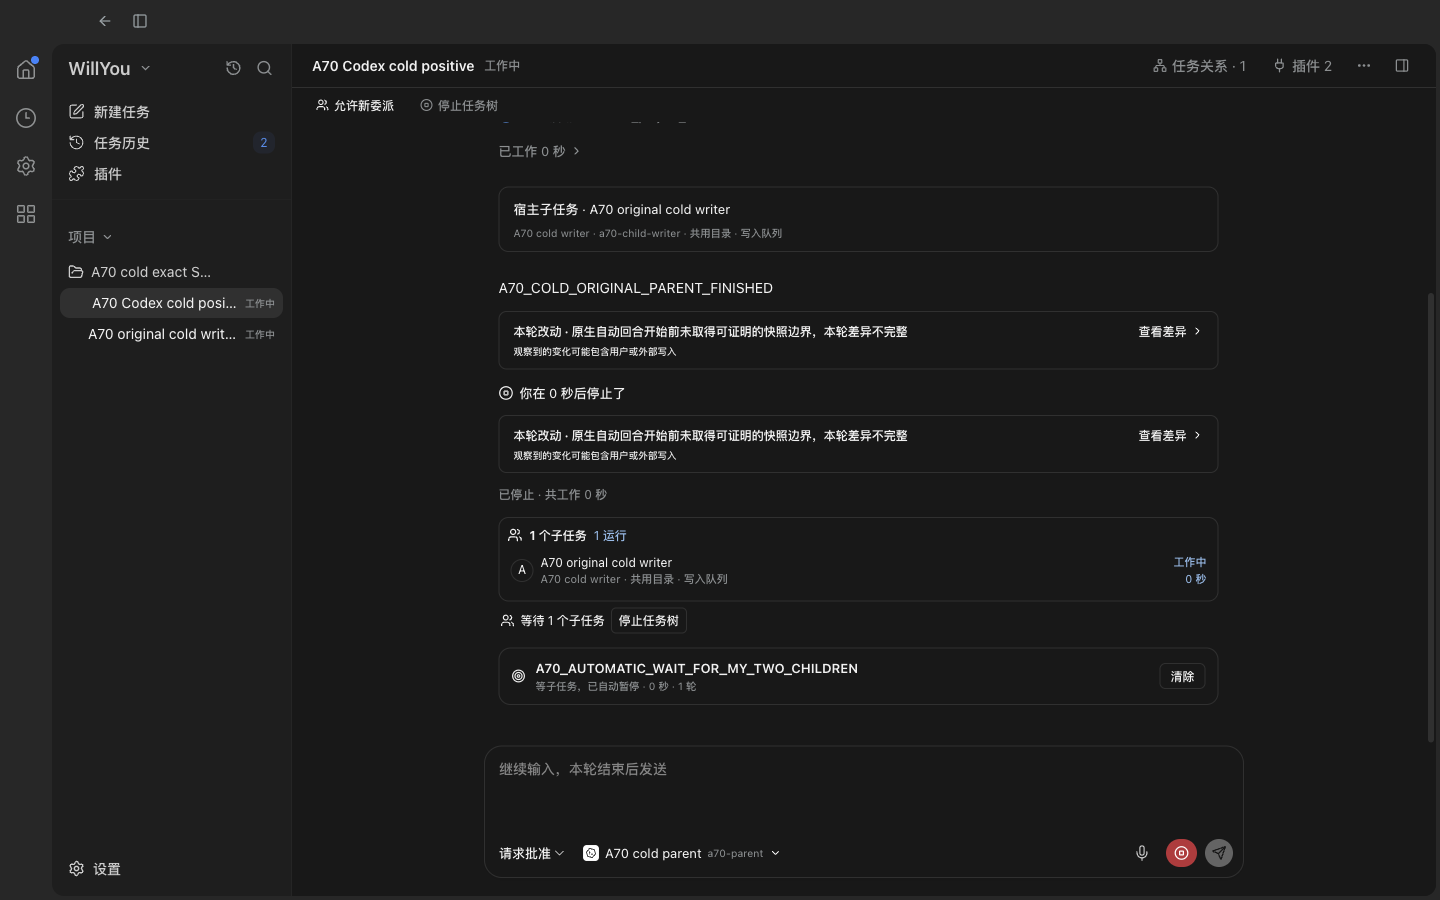 WillYou
新建任务
任务历史 2
插件
项目
A70 cold exact S...
A70 Codex cold posi... 工作中
A70 original cold writ... 工作中
设置
A70 Codex cold positive 工作中
任务关系 · 1 插件 2
允许新委派 停止任务树
已工作 0 秒
宿主子任务 · A70 original cold writer
A70 cold writer · a70-child-writer · 共用目录 · 写入队列
A70_COLD_ORIGINAL_PARENT_FINISHED
本轮改动 · 原生自动回合开始前未取得可证明的快照边界，本轮差异不完整 查看差异
观察到的变化可能包含用户或外部写入
你在 0 秒后停止了
本轮改动 · 原生自动回合开始前未取得可证明的快照边界，本轮差异不完整 查看差异
观察到的变化可能包含用户或外部写入
已停止 · 共工作 0 秒
1 个子任务 1 运行
A
A70 original cold writer 工作中
A70 cold writer · 共用目录 · 写入队列 0 秒
等待 1 个子任务 停止任务树
A70_AUTOMATIC_WAIT_FOR_MY_TWO_CHILDREN
等子任务，已自动暂停 · 0 秒 · 1 轮 清除
继续输入，本轮结束后发送
请求批准 A70 cold parent a70-parent